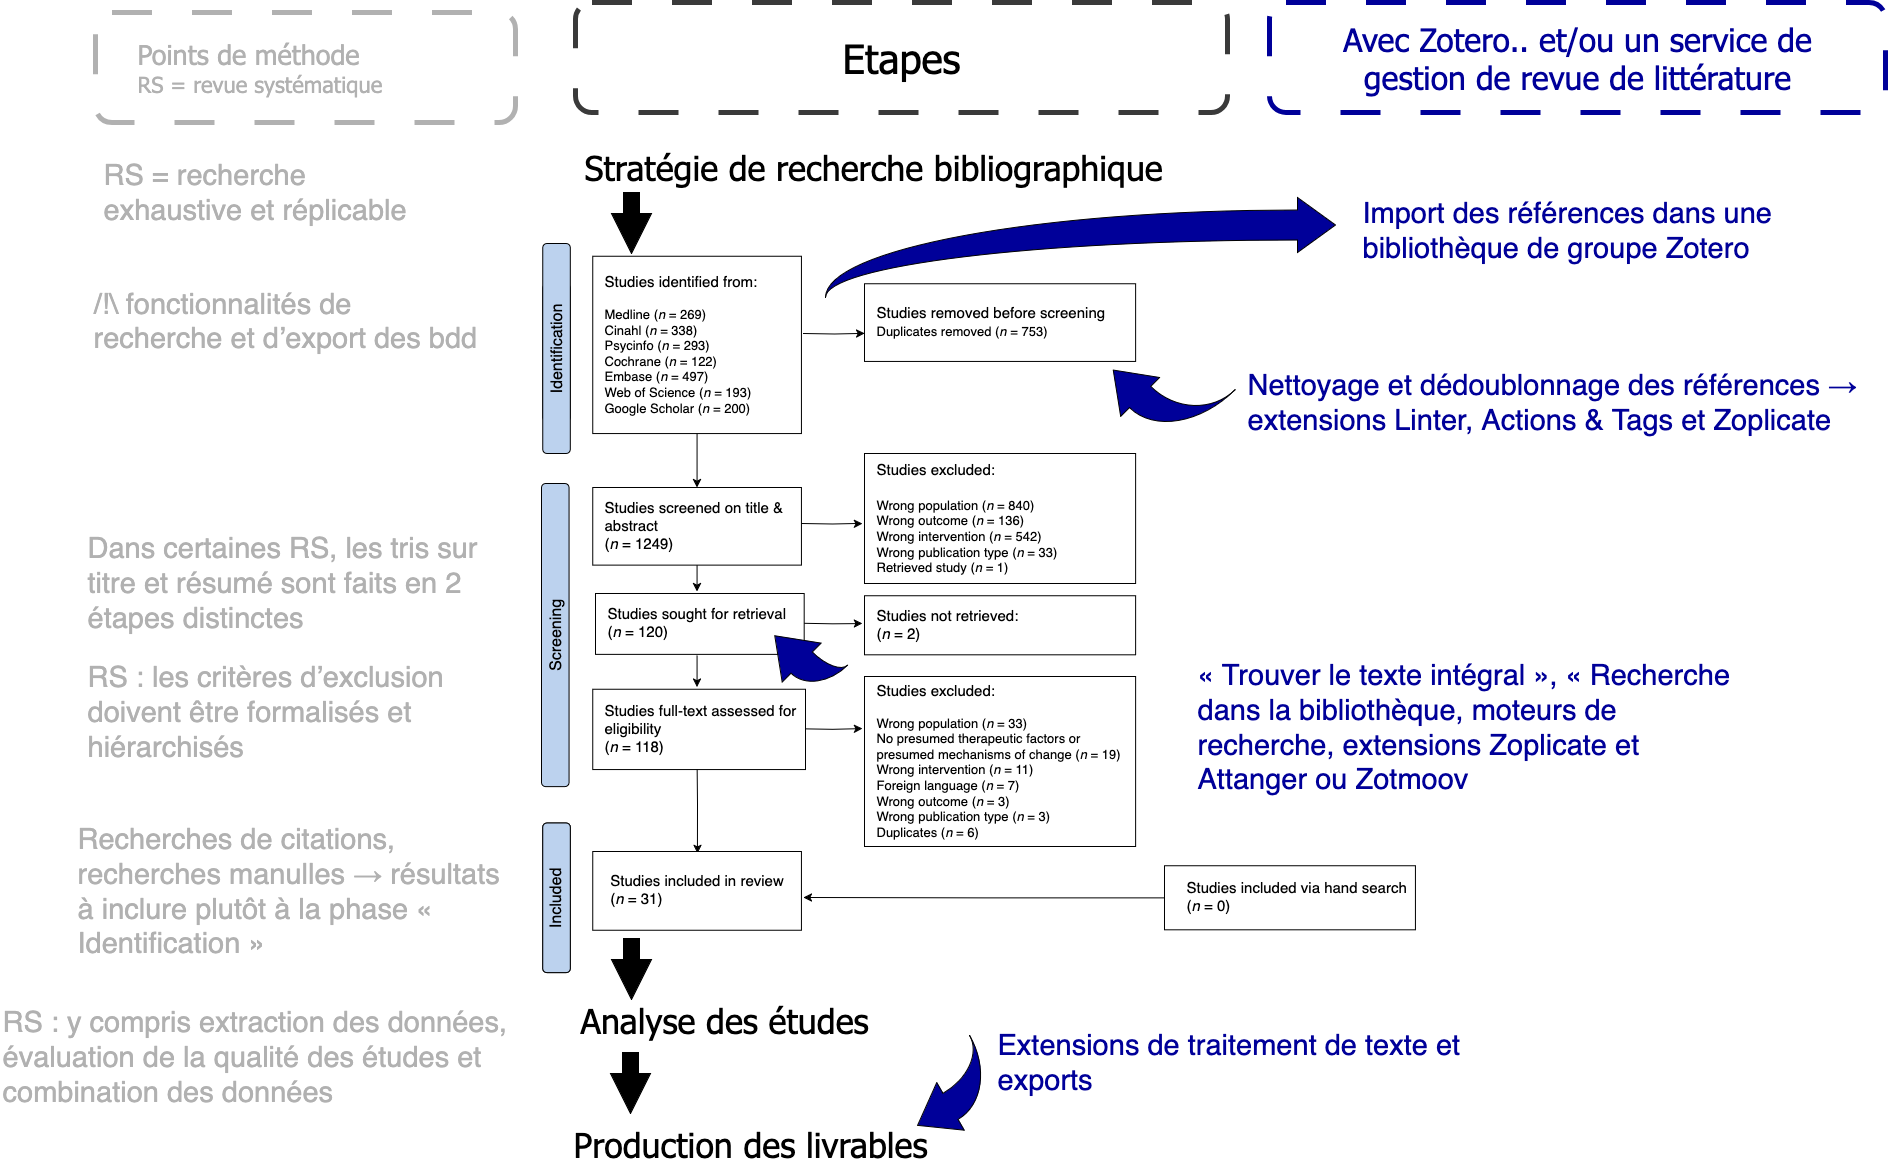 Points de méthode
RS = revue systématique
Etapes
Avec Zotero.. et/ou un service de
gestion de revue de littérature
RS = recherche
exhaustive et réplicable
/!\ fonctionnalités de
recherche et d’export des bdd
Dans certaines RS, les tris sur
titre et résumé sont faits en 2
étapes distinctes
RS : les critères d’exclusion
doivent être formalisés et
hiérarchisés
Recherches de citations,
recherches manulles → résultats
à inclure plutôt à la phase «
Identification »
RS : y compris extraction des données,
évaluation de la qualité des études et
combination des données
Stratégie de recherche bibliographique
Identification
Studies identified from:
Medline (n = 269)
Cinahl (n = 338)
Psycinfo (n = 293)
Cochrane (n = 122)
Embase (n = 497)
Web of Science (n = 193)
Google Scholar (n = 200)
Studies removed before screening
Duplicates removed (n = 753)
Screening
Studies screened on title &
abstract
(n = 1249)
Studies excluded:
Wrong population (n = 840)
Wrong outcome (n = 136)
Wrong intervention (n = 542)
Wrong publication type (n = 33)
Retrieved study (n = 1)
Studies sought for retrieval
(n = 120)
Studies not retrieved:
(n = 2)
Studies full-text assessed for
eligibility
(n = 118)
Studies excluded:
Wrong population (n = 33)
No presumed therapeutic factors or
presumed mechanisms of change (n = 19)
Wrong intervention (n = 11)
Foreign language (n = 7)
Wrong outcome (n = 3)
Wrong publication type (n = 3)
Duplicates (n = 6)
Included
Studies included in review
(n = 31)
Studies included via hand search
(n = 0)
Analyse des études
Production des livrables
Import des références dans une
bibliothèque de groupe Zotero
Nettoyage et dédoublonnage des références →
extensions Linter, Actions & Tags et Zoplicate
« Trouver le texte intégral », « Recherche
dans la bibliothèque, moteurs de
recherche, extensions Zoplicate et
Attanger ou Zotmoov
Extensions de traitement de texte et
exports